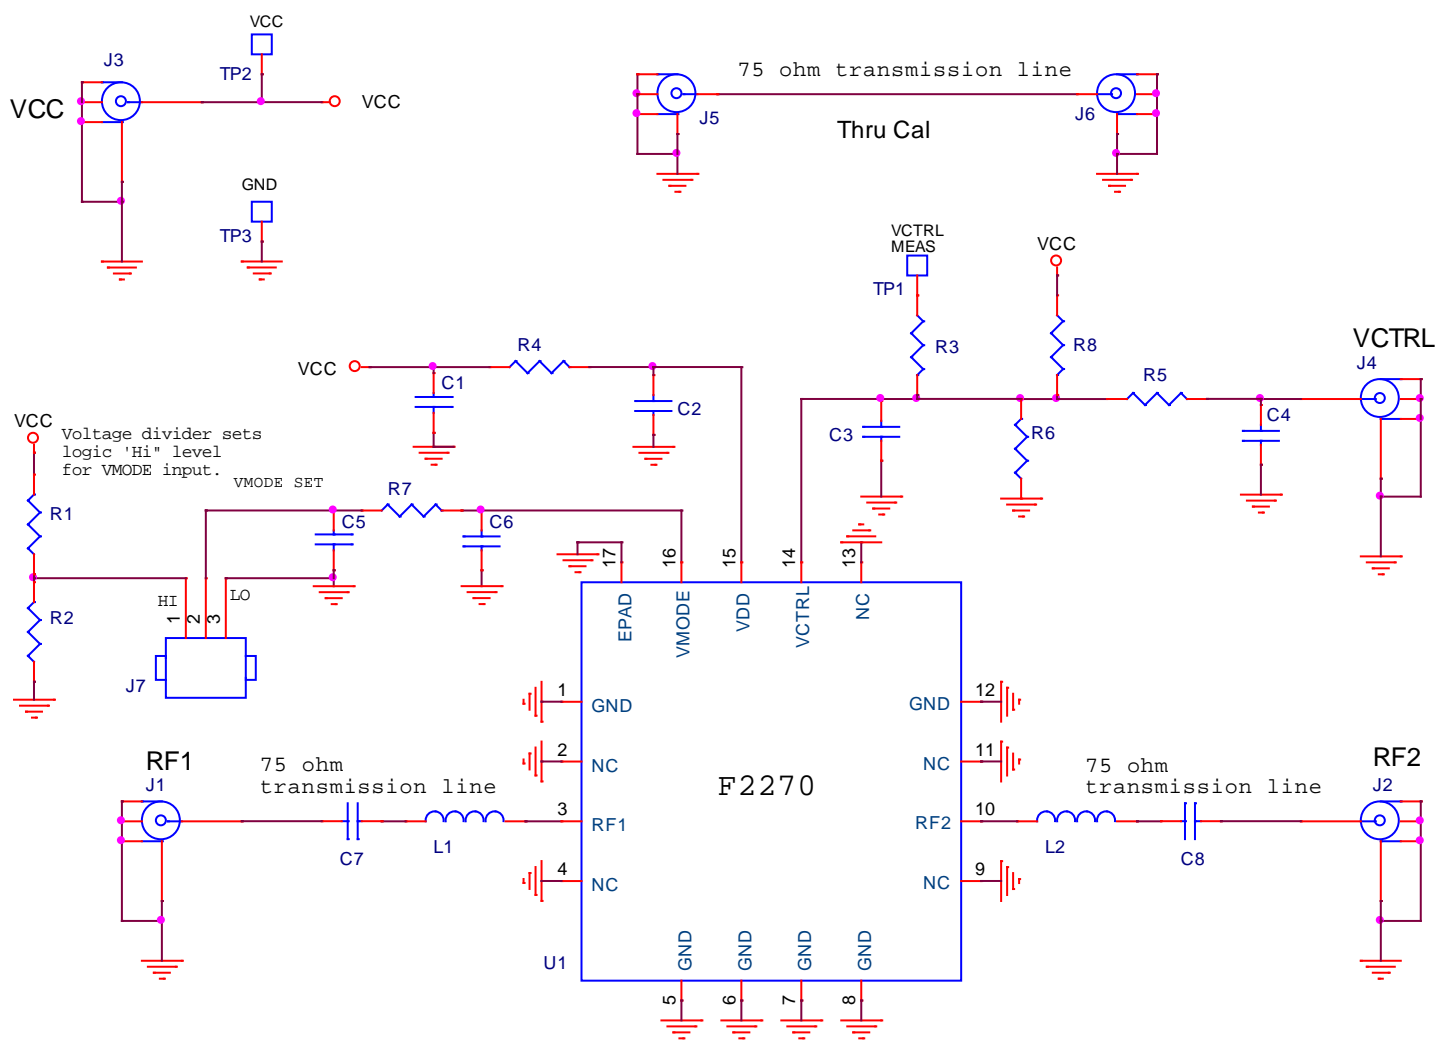 VCC
J3
TP2
VCC
VCC
GND
TP3
75 ohm transmission line
J5
J6
Thru Cal
VCTRL
MEAS
TP1
VCC
R3
R8
VCTRL
J4
R5
R4
VCC
C1
C2
C3
R6
C4
VCC
Voltage divider sets
logic 'Hi" level
for VMODE input.
VMODE SET
R7
R1
C5
C6
HI
LO
R2
1
2
3
J7
17
16
15
14
13
EPAD
VMODE
VDD
VCTRL
NC
1
GND
GND
12
2
NC
NC
11
RF1
J1
75 ohm
transmission line
F2270
75 ohm
transmission line
RF2
J2
3
RF1
RF2
10
C7
L1
L2
C8
4
NC
NC
9
U1
GND
GND
GND
GND
5
6
7
8